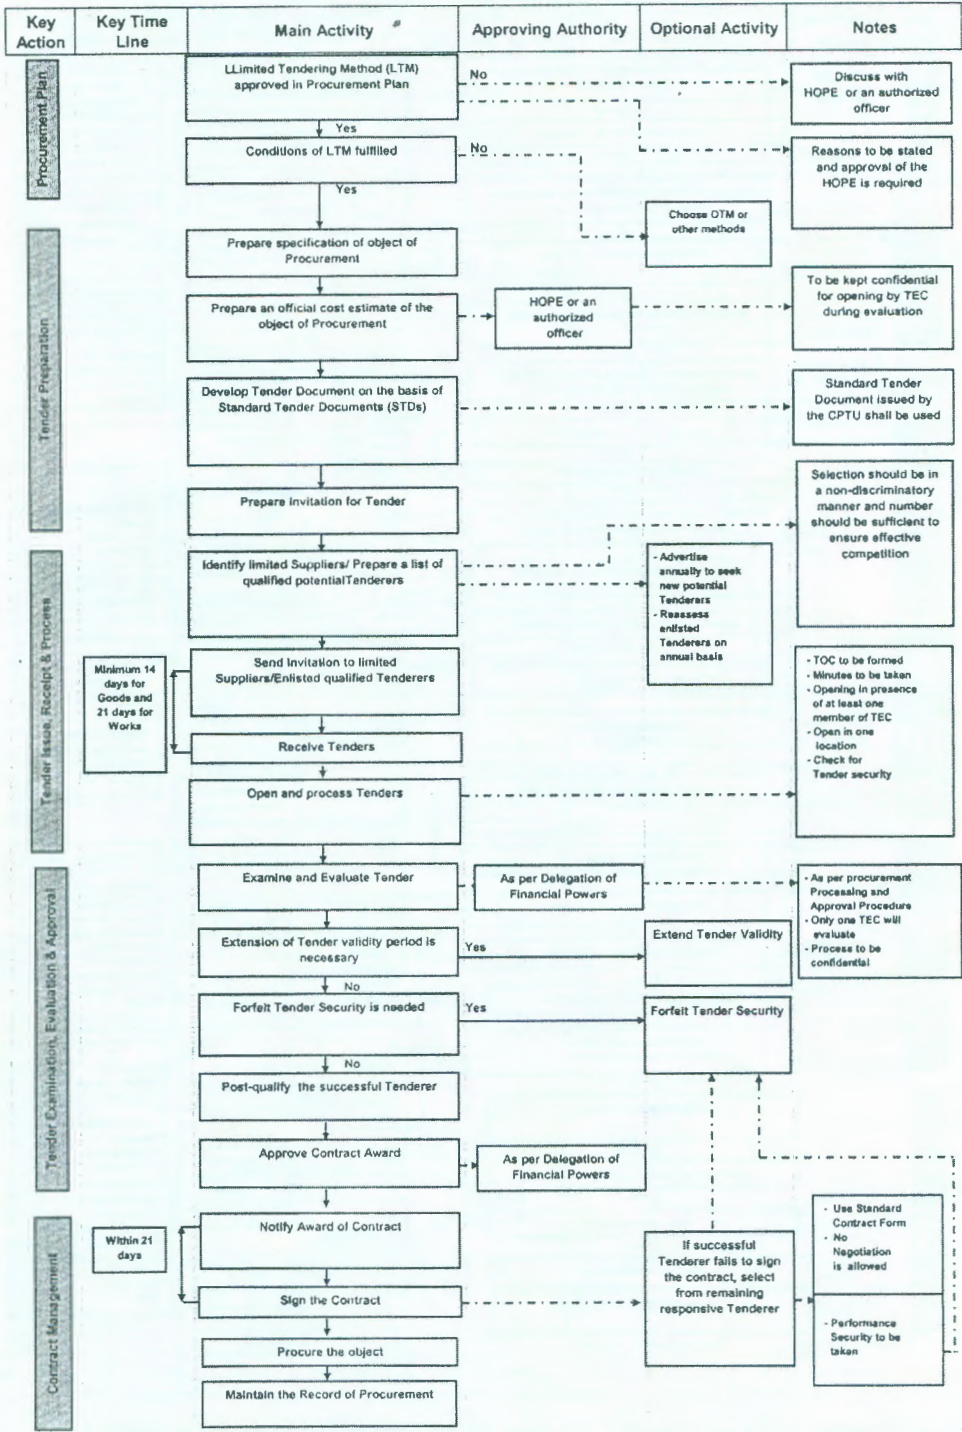 Key Action
Key Time Line
Main Activity
Approving Authority
Optional Activity
Notes
Procurement Plan
LLimited Tendering Method (LTM)
approved in Procurement Plan
No
Discuss with
HOPE or an authorized
officer
Yes
Conditions of LTM fulfilled
No
Reasons to be stated
and approval of the
HOPE is required
Yes
Choose OTM or
other methods
Tender Preparation
Prepare specification of object of
Procurement
Prepare an official cost estimate of the
object of Procurement
HOPE or an
authorized
officer
To be kept confidential
for opening by TEC
during evaluation
Develop Tender Document on the basis of
Standard Tender Documents (STDs)
Standard Tender
Document issued by
the CPTU shall be used
Prepare Invitation for Tender
Selection should be in
a non-discriminatory
manner and number
should be sufficient to
ensure effective
competition
Tender Issue, Receipt & Process
Identify limited Suppliers/ Prepare a list of
qualified potentialTenderers
- Advertise
annually to seek
new potential
Tenderers
- Reassess
enlisted
Tenderers on
annual basis
Minimum 14
days for
Goods and
21 days for
Works
Send Invitation to limited
Suppliers/Enlisted qualified Tenderers
- TOC to be formed
- Minutes to be taken
- Opening in presence
of at least one
member of TEC
- Open in one
location
- Check for
Tender security
Receive Tenders
Open and process Tenders
Tender Examination, Evaluation & Approval
Examine and Evaluate Tender
As per Delegation of
Financial Powers
- As per procurement
Processing and
Approval Procedure
- Only one TEC will
evaluate
- Process to be
confidential
Extension of Tender validity period is
necessary
Yes
Extend Tender Validity
No
Forfeit Tender Security is needed
Yes
Forfeit Tender Security
No
Post-qualify the successful Tenderer
Approve Contract Award
As per Delegation of
Financial Powers
Contract Management
Within 21
days
Notify Award of Contract
If successful
Tenderer fails to sign
the contract, select
from remaining
responsive Tenderer
- Use Standard
Contract Form
- No
Negotiation
is allowed
Sign the Contract
- Performance
Security to be
taken
Procure the object
Maintain the Record of Procurement